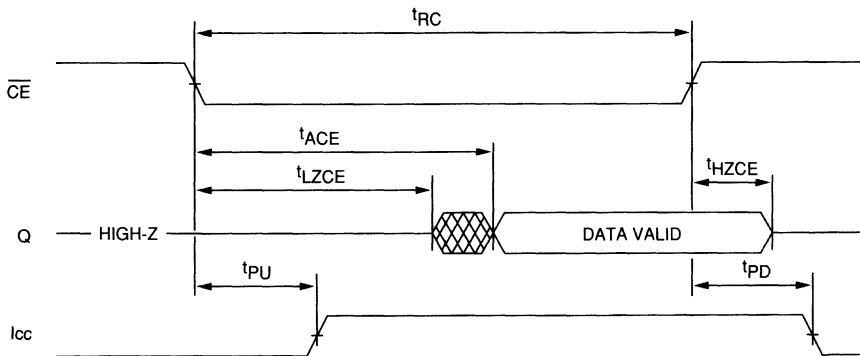 tRC
CE
tACE
tLZCE
tHZCE
Q
HIGH-Z
DATA VALID
tPU
tPD
Icc